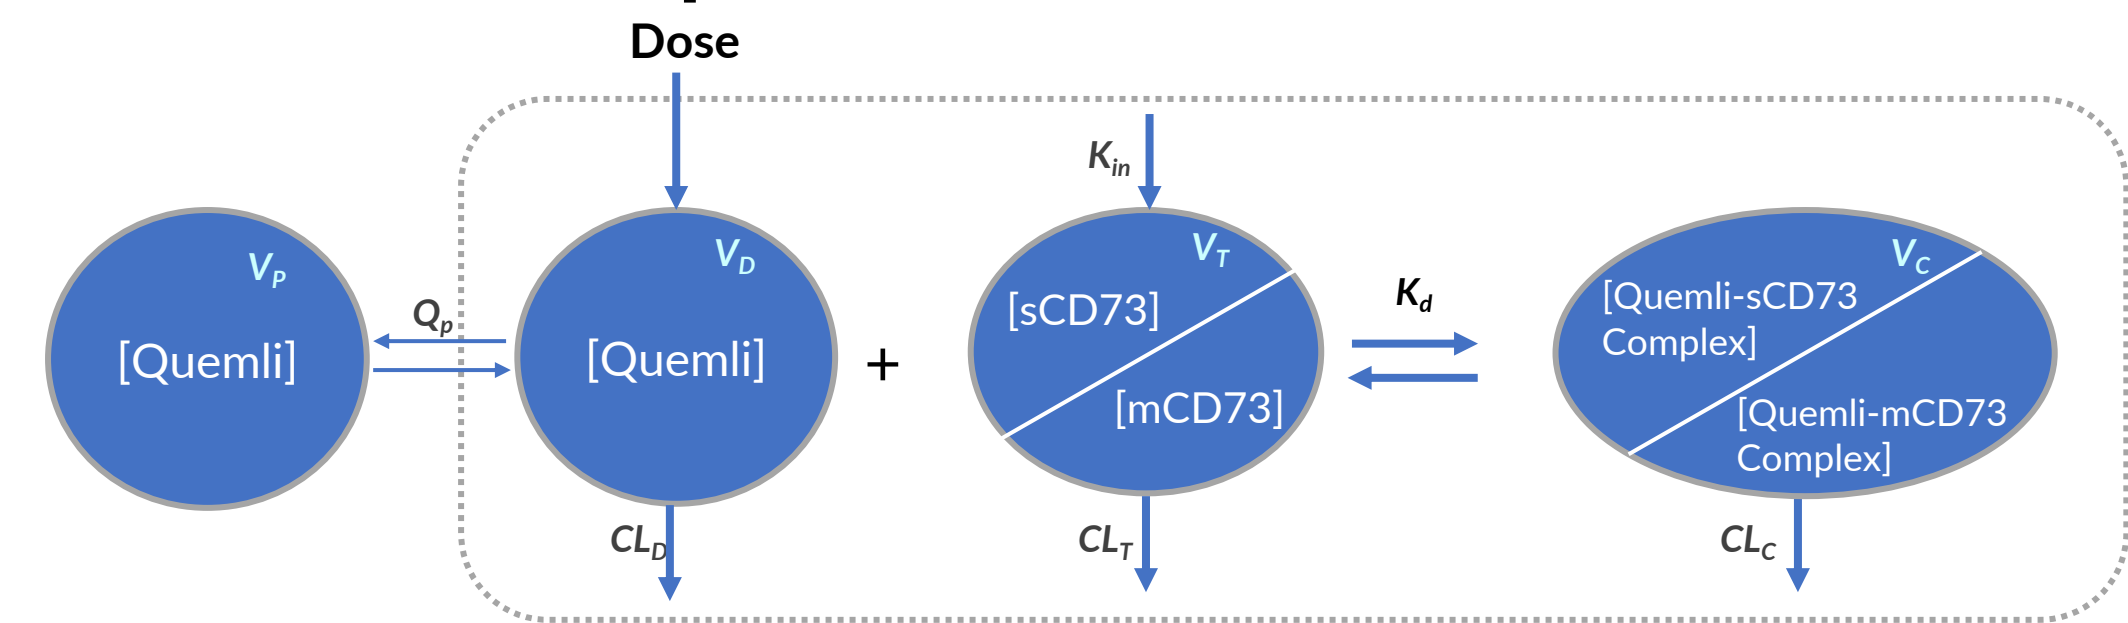 Dose
K_in
V_P
V_D
V_T
V_C
Q_p
[Quemli]
[Quemli]
+
[sCD73]
[mCD73]
K_d
[Quemli-sCD73
Complex]
[Quemli-mCD73
Complex]
CL_D
CL_T
CL_C